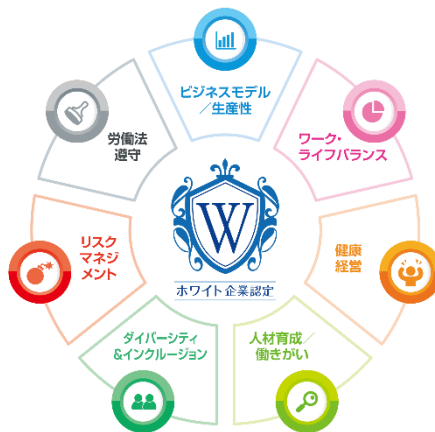 ビジネスモデル
／生産性
ワーク・
ライフバランス
健康
経営
人材育成／
働きがい
ダイバーシティ
&インクルージョン
リスク
マネジ
メント
労働法
遵守
W
ホワイト企業認定